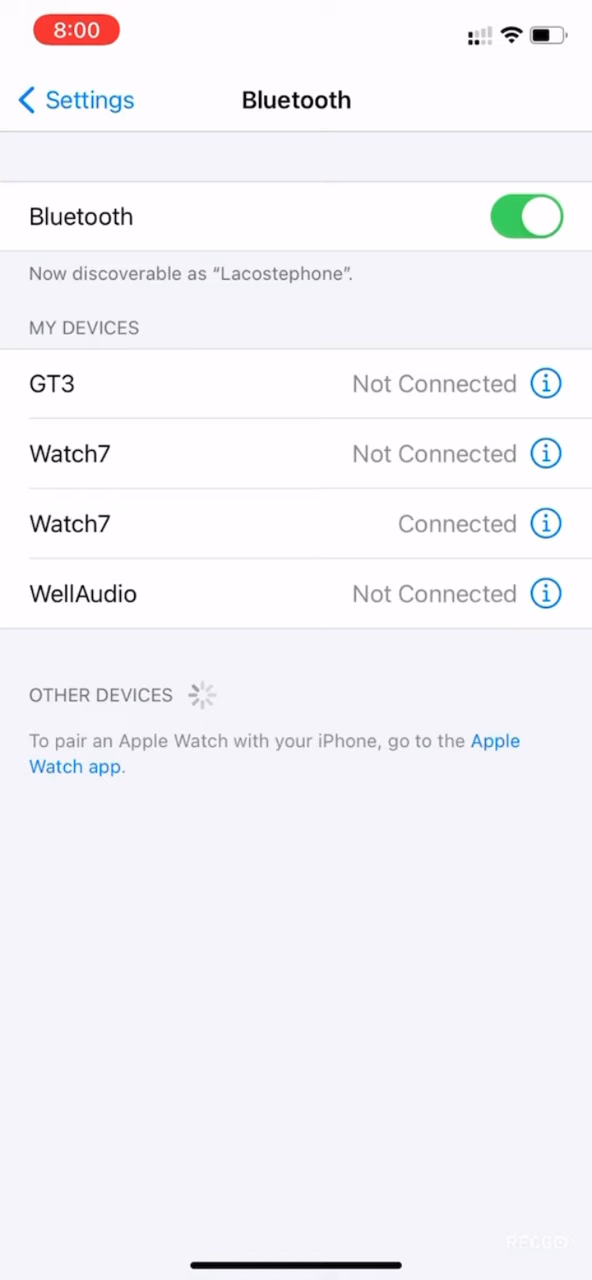 8:00
Settings
Bluetooth
Bluetooth
Now discoverable as “Lacostephone”.
MY DEVICES
GT3 Not Connected
Watch7 Not Connected
Watch7 Connected
WellAudio Not Connected
OTHER DEVICES
To pair an Apple Watch with your iPhone, go to the Apple
Watch app.
RECGO